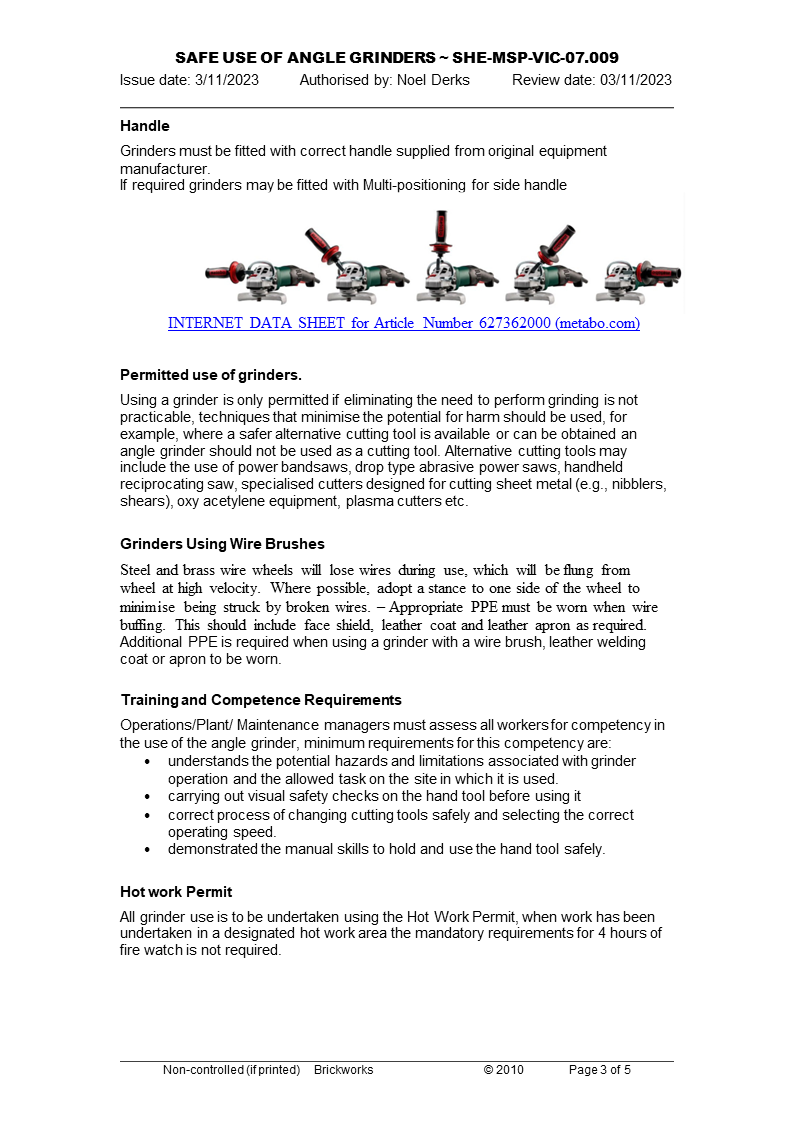 SAFE USE OF ANGLE GRINDERS ~ SHE-MSP-VIC-07.009
Issue date: 3/11/2023 Authorised by: Noel Derks Review date: 03/11/2023
Handle
Grinders must be fitted with correct handle supplied from original equipment
manufacturer.
If required grinders may be fitted with Multi-positioning for side handle
INTERNET DATA SHEET for Article Number 627362000 (metabo.com)
Permitted use of grinders.
Using a grinder is only permitted if eliminating the need to perform grinding is not
practicable, techniques that minimise the potential for harm should be used, for
example, where a safer alternative cutting tool is available or can be obtained an
angle grinder should not be used as a cutting tool. Alternative cutting tools may
include the use of power bandsaws, drop type abrasive power saws, handheld
reciprocating saw, specialised cutters designed for cutting sheet metal (e.g., nibblers,
shears), oxy acetylene equipment, plasma cutters etc.
Grinders Using Wire Brushes
Steel and brass wire wheels will lose wires during use, which will be flung from
wheel at high velocity. Where possible, adopt a stance to one side of the wheel to
minimise being struck by broken wires. – Appropriate PPE must be worn when wire
buffing. This should include face shield, leather coat and leather apron as required.
Additional PPE is required when using a grinder with a wire brush, leather welding
coat or apron to be worn.
Training and Competence Requirements
Operations/Plant/ Maintenance managers must assess all workers for competency in
the use of the angle grinder, minimum requirements for this competency are:
• understands the potential hazards and limitations associated with grinder
operation and the allowed task on the site in which it is used.
• carrying out visual safety checks on the hand tool before using it
• correct process of changing cutting tools safely and selecting the correct
operating speed.
• demonstrated the manual skills to hold and use the hand tool safely.
Hot work Permit
All grinder use is to be undertaken using the Hot Work Permit, when work has been
undertaken in a designated hot work area the mandatory requirements for 4 hours of
fire watch is not required.
Non-controlled (if printed) Brickworks © 2010 Page 3 of 5